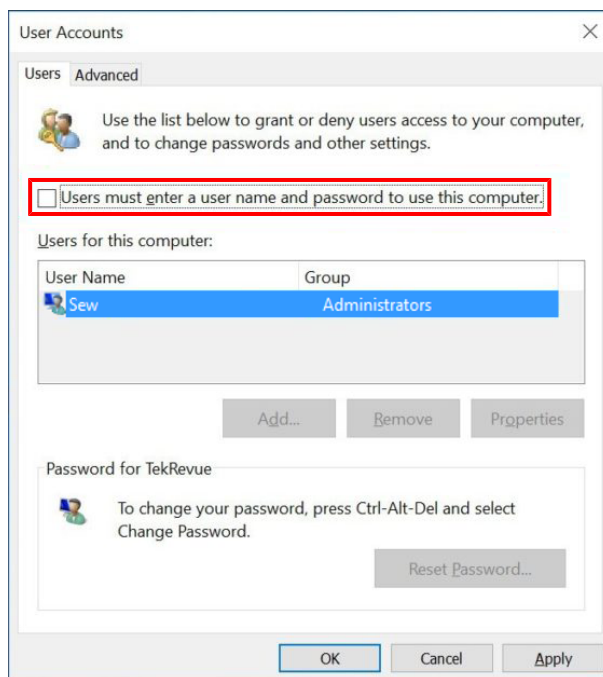 User Accounts
Users Advanced
Use the list below to grant or deny users access to your computer,
and to change passwords and other settings.
Users must enter a user name and password to use this computer.
Users for this computer:
User Name Group
Sew Administrators
Add... Remove Properties
Password for TekRevue
To change your password, press Ctrl-Alt-Del and select
Change Password.
Reset Password...
OK Cancel Apply